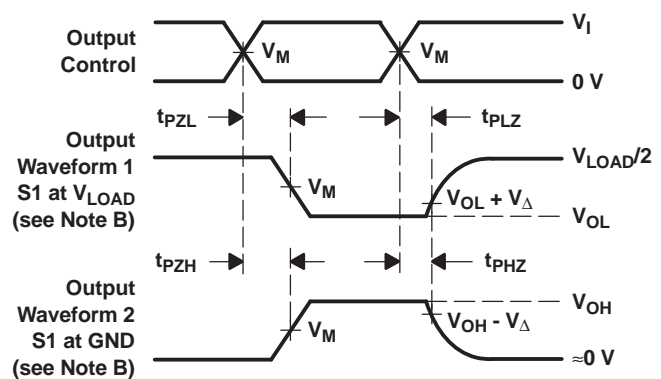 Output
Control
V_M
V_M
V_I
0 V
t_PZL
t_PLZ
Output
Waveform 1
S1 at V_LOAD
(see Note B)
V_M
V_OL + V_Δ
V_LOAD/2
V_OL
t_PZH
t_PHZ
Output
Waveform 2
S1 at GND
(see Note B)
V_M
V_OH - V_Δ
V_OH
≈0 V